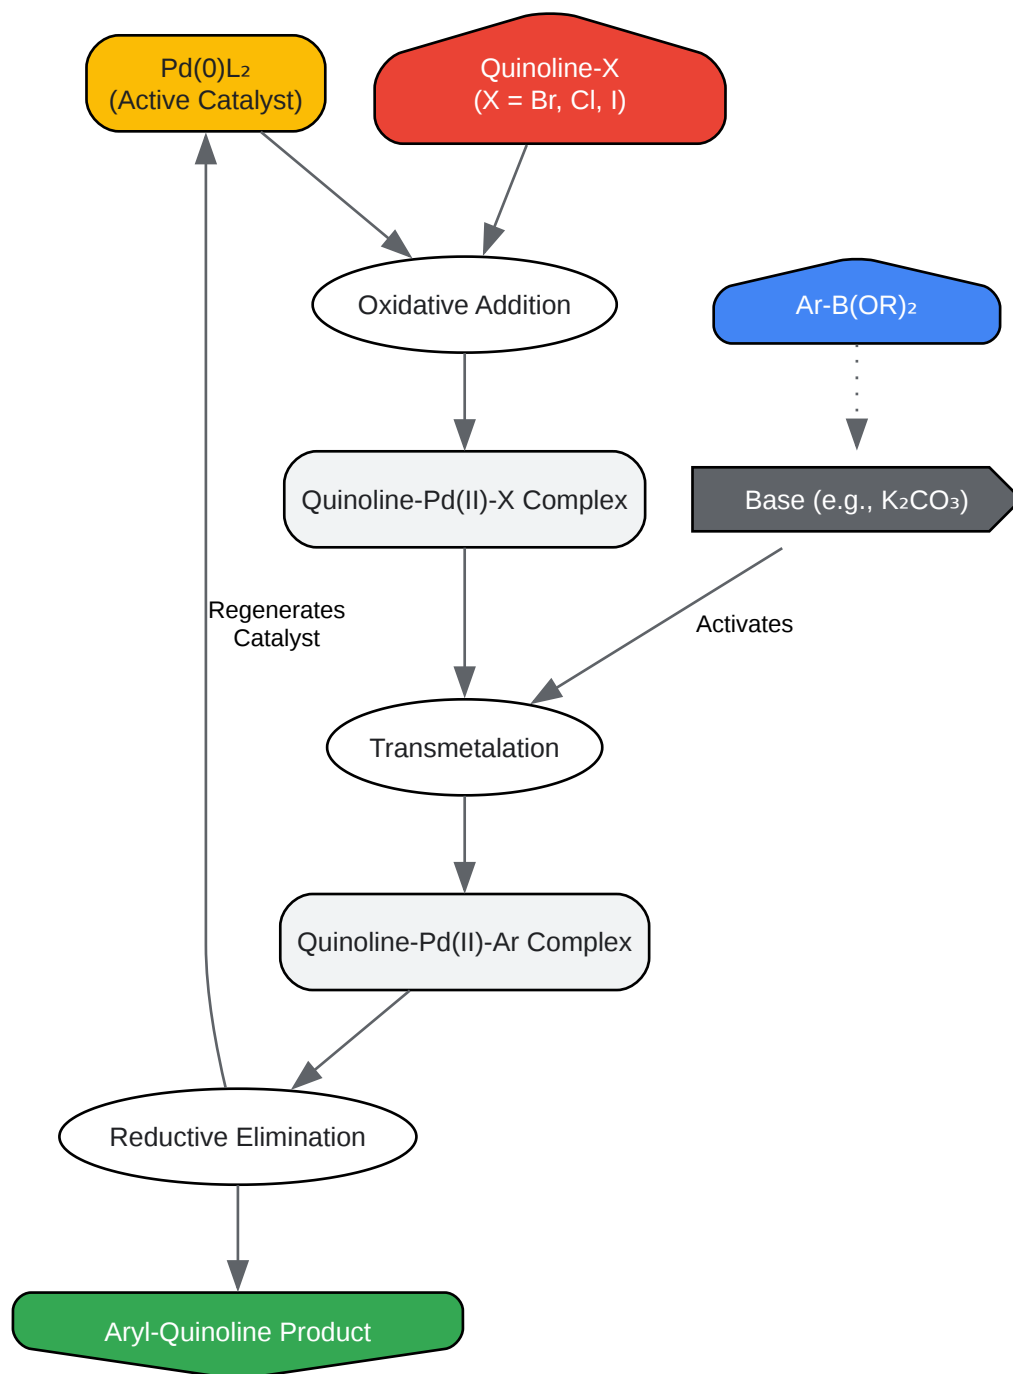 Pd(0)L₂
(Active Catalyst)
Quinoline-X
(X = Br, Cl, I)
Oxidative Addition
Ar-B(OR)₂
Quinoline-Pd(II)-X Complex
Base (e.g., K₂CO₃)
Regenerates
Catalyst
Activates
Transmetalation
Quinoline-Pd(II)-Ar Complex
Reductive Elimination
Aryl-Quinoline Product